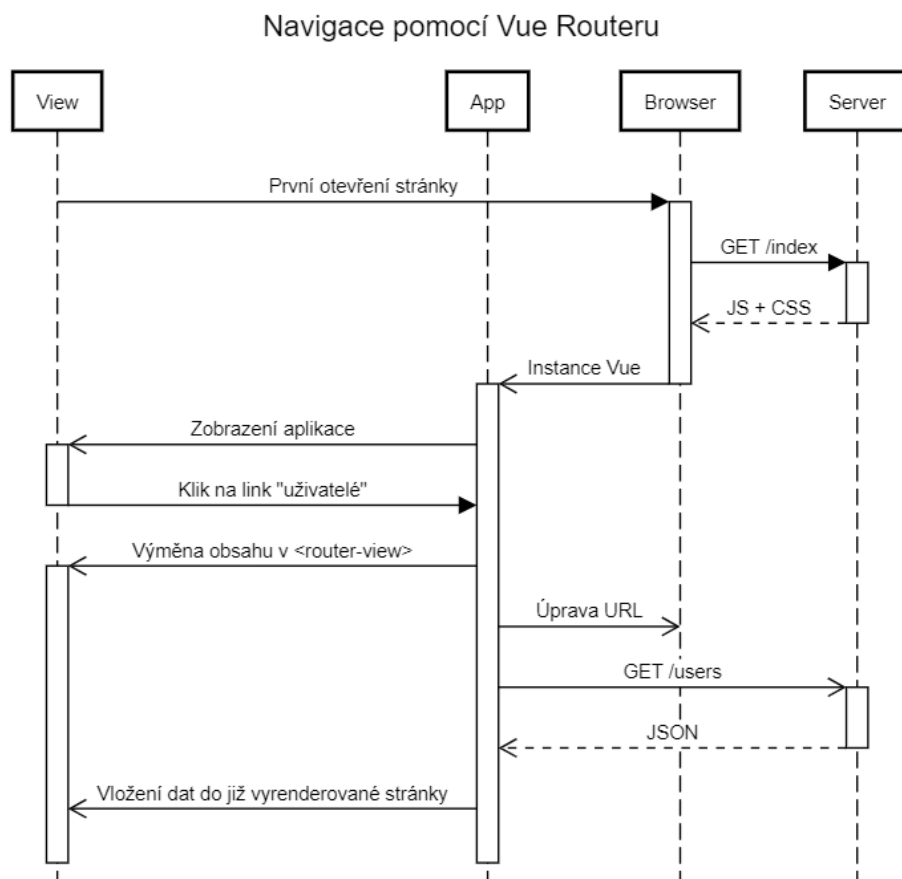 Navigace pomocí Vue Routeru
View
App
Browser
Server
První otevření stránky
GET /index
JS + CSS
Instance Vue
Zobrazení aplikace
Klik na link "uživatelé"
Výměna obsahu v <router-view>
Úprava URL
GET /users
JSON
Vložení dat do již vyrenderované stránky